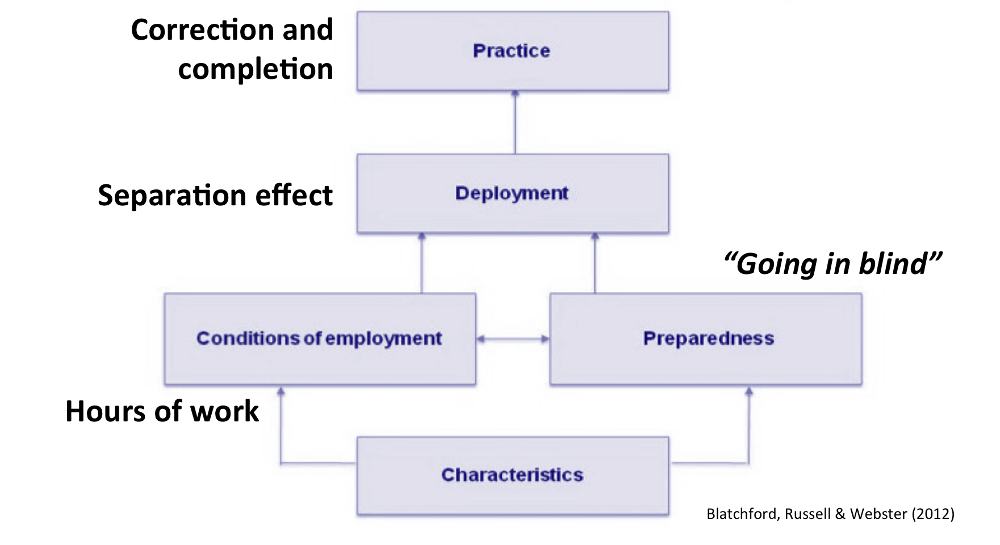 Correction and
completion
Practice
Separation effect
Deployment
“Going in blind”
Conditions of employment
Preparedness
Hours of work
Characteristics
Blatchford, Russell & Webster (2012)